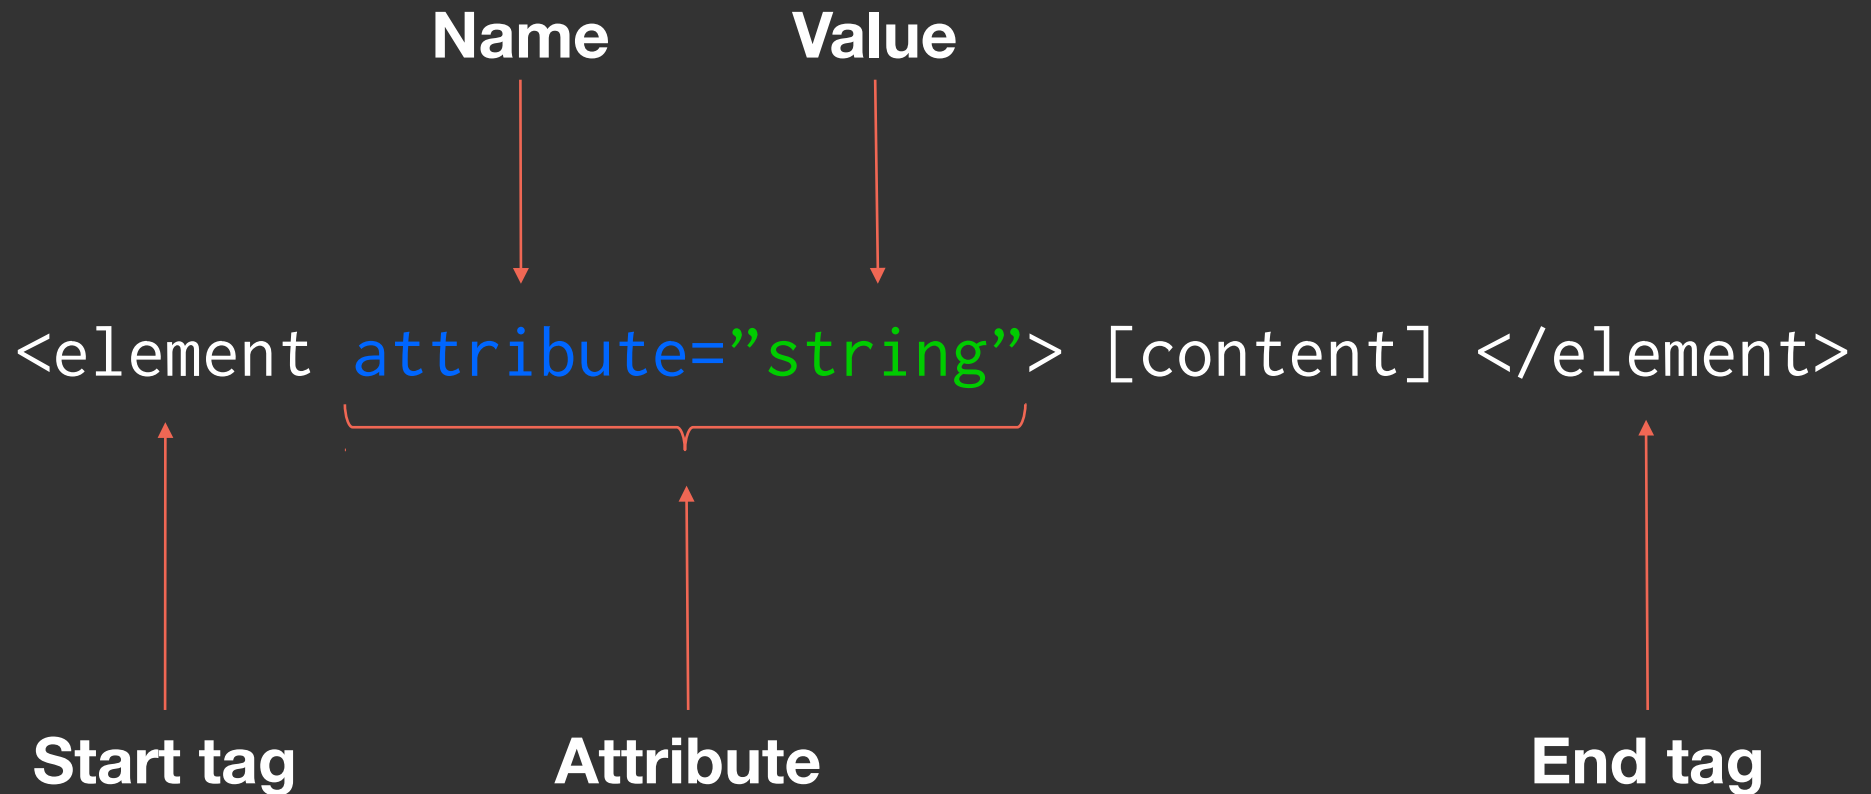 Name Value
<element attribute=”string”> [content] </element>
Start tag Attribute End tag